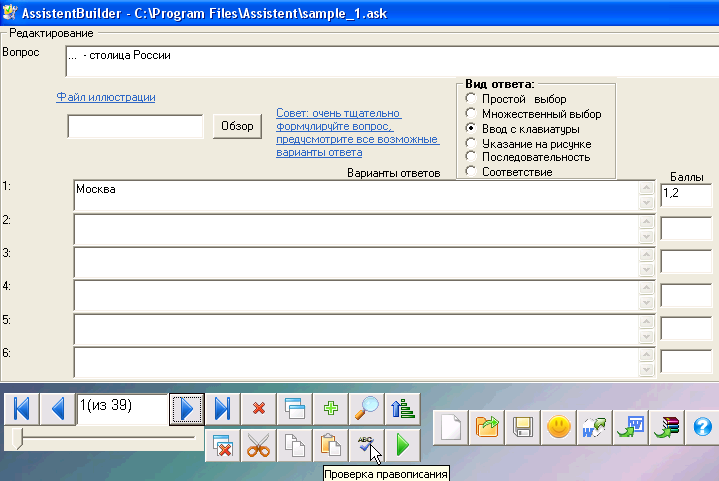 AssistentBuilder - C:\Program Files\Assistent\sample_1.ask
Редактирование
Вопрос
... - столица России
Файл иллюстрации
Обзор
Совет: очень тщательно
формулируйте вопрос,
предусмотрите все возможные
варианты ответа
Вид ответа:
Простой выбор
Множественный выбор
Ввод с клавиатуры
Указание на рисунке
Последовательность
Соответствие
Варианты ответов
Баллы
1:
Москва
1,2
2:
3:
4:
5:
6:
1(из 39)
ABC
W
W
?
Проверка правописания